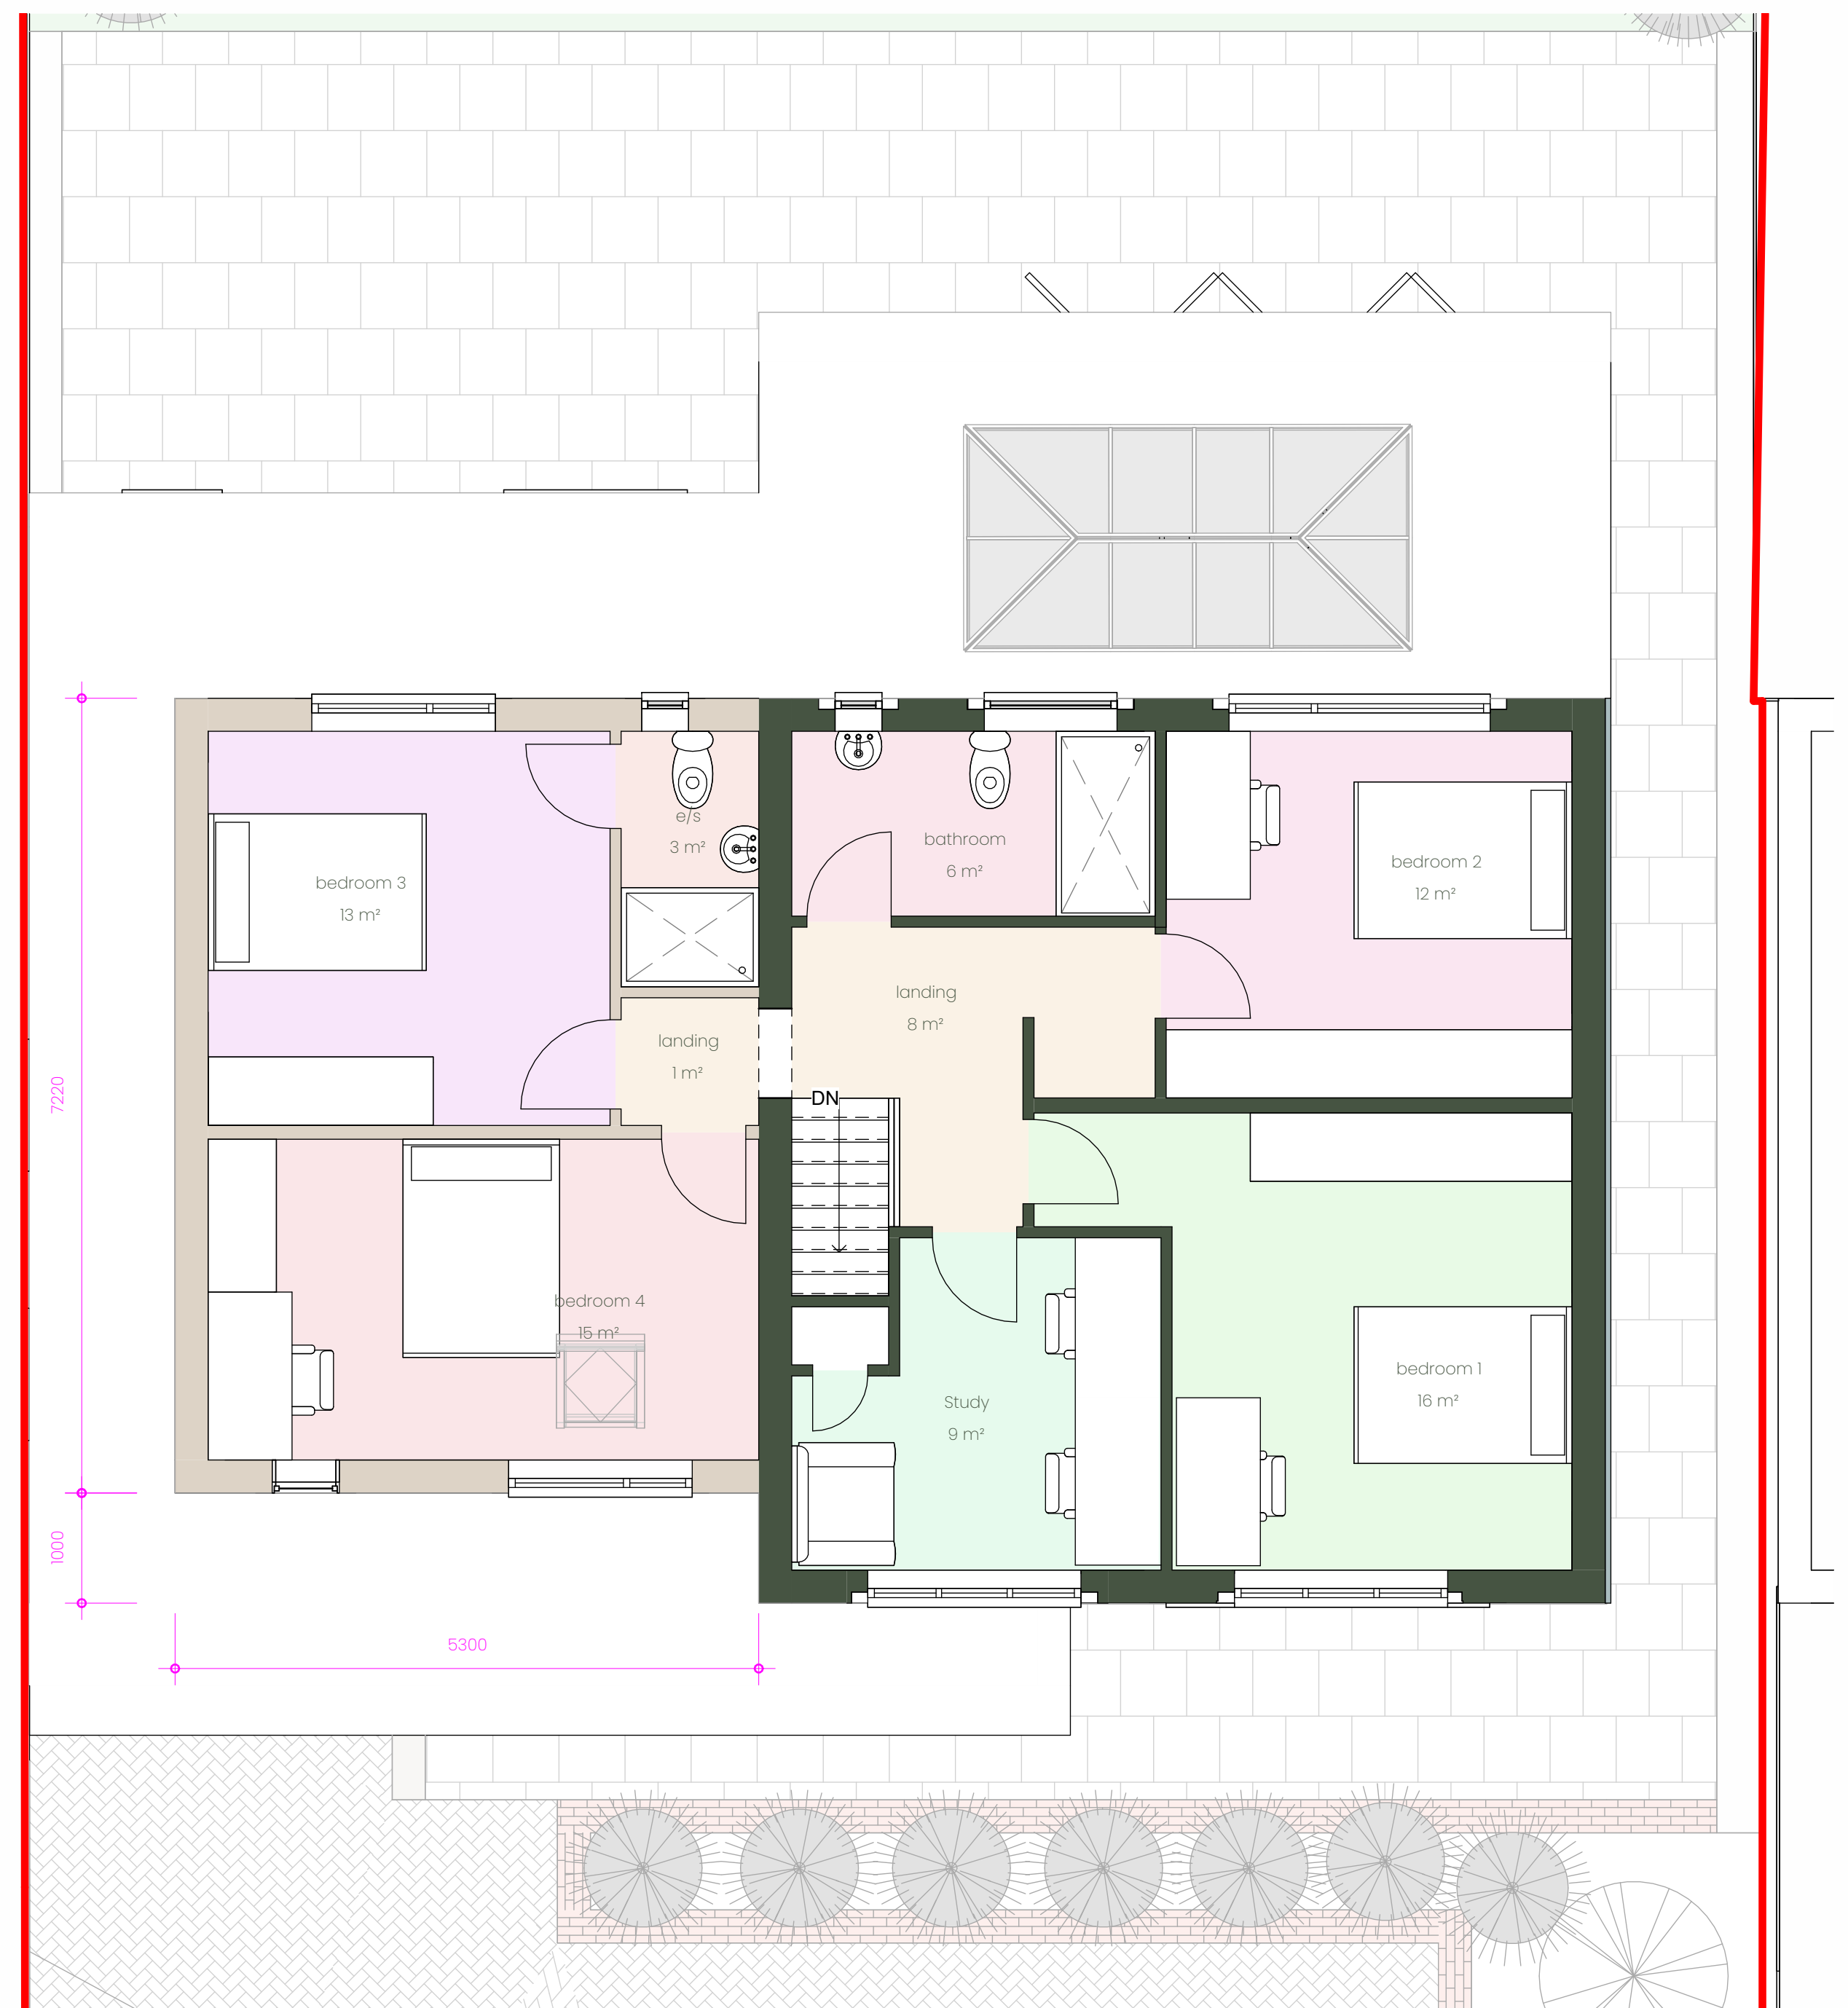 e/s
3 m²
bathroom
6 m²
bedroom 2
12 m²
bedroom 3
13 m²
landing
8 m²
landing
1 m²
DN
7220
bedroom 4
15 m²
bedroom 1
16 m²
Study
9 m²
1000
5300